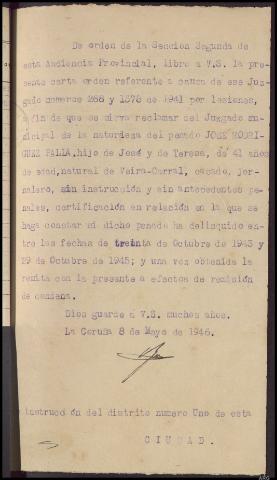 De orden de la Sección Segunda de
esta Audiencia Provincial, libro a V.S. la pre-
sente carta orden referente a causa de ese Juz-
gado numeros 268 y 1378 de 1941 por lesiones,
a fin de que se sirva reclamar del Juzgado mu-
nicipal de la naturaleza del penado JOSE RODRI-
GUEZ FALLA, hijo de José y de Teresa, de 41 años
de edad, natural de Veira-Carral, casado, jor-
nalero, sin instrucción y sin antecedentes pe-
nales, certificación en relación en la que se
haga constar si dicho penado ha delinquido en-
tre las fechas de treinta de Octubre de 1943 y
29 de Octubre de 1945; y una vez obtenida la
remita con la presente a efectos de remisión
de condena.
Dios guarde a V.S. muchos años.
La Coruña 8 de Mayo de 1946.
instrucción del distrito numero Uno de esta
CIUDAD.